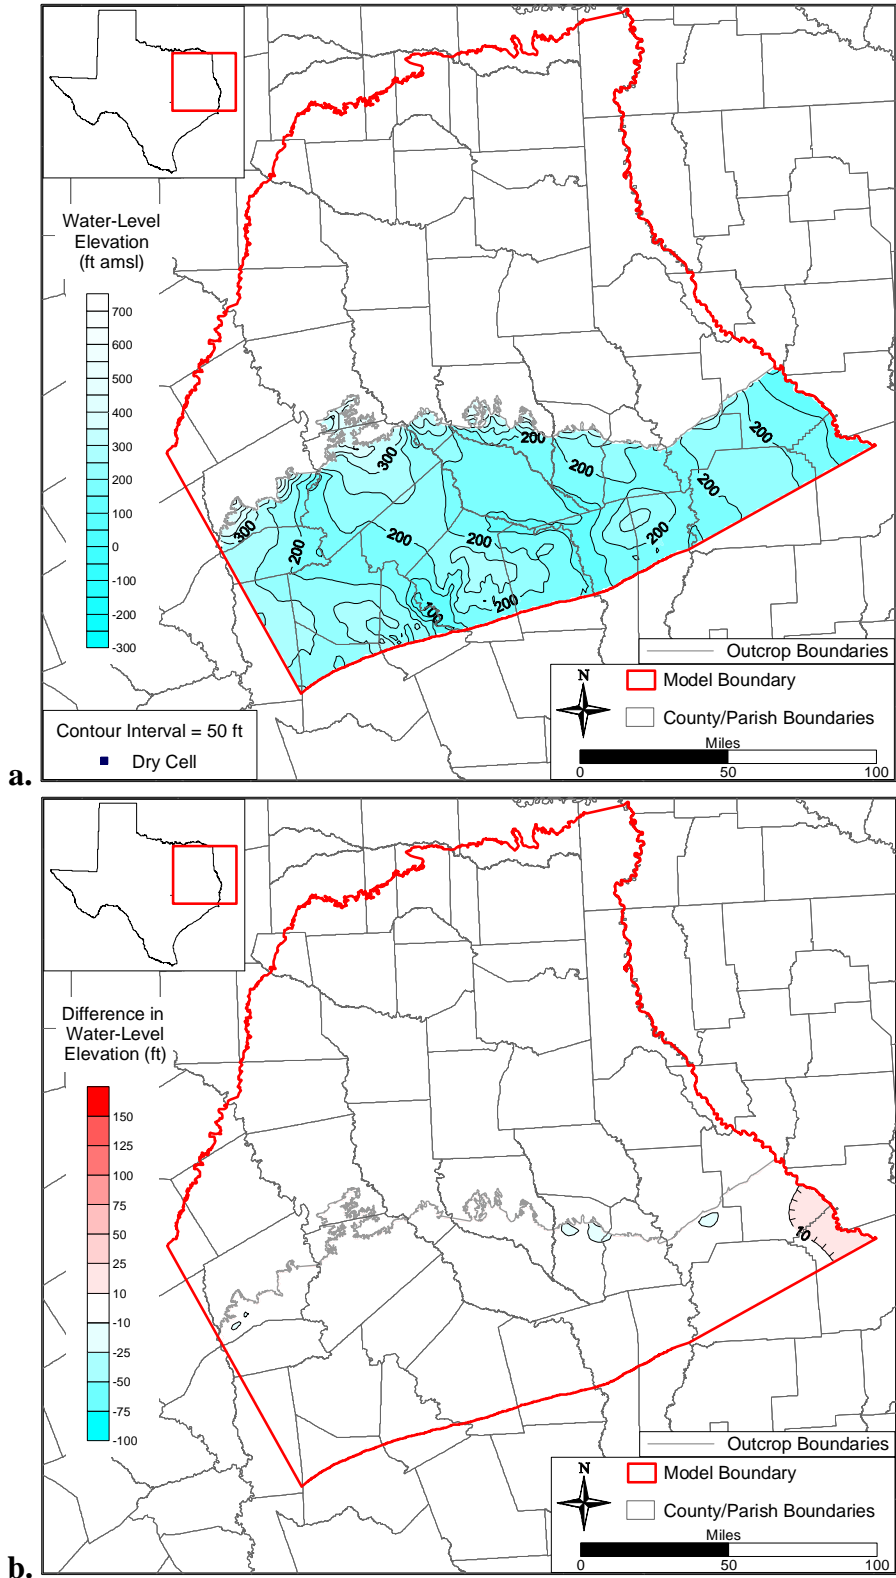 Water-Level
Elevation
(ft amsl)
700
600
500
400
300
200
100
0
-100
-200
-300
200
300
200
200
300
200
200
200
200
200
200
100
200
Contour Interval = 50 ft
Dry Cell
Outcrop Boundaries
N
Model Boundary
County/Parish Boundaries
Miles
0 50 100
a.
Difference in
Water-Level
Elevation (ft)
150
125
100
75
50
25
10
-10
-25
-50
-75
-100
10
Outcrop Boundaries
N
Model Boundary
County/Parish Boundaries
Miles
0 50 100
b.